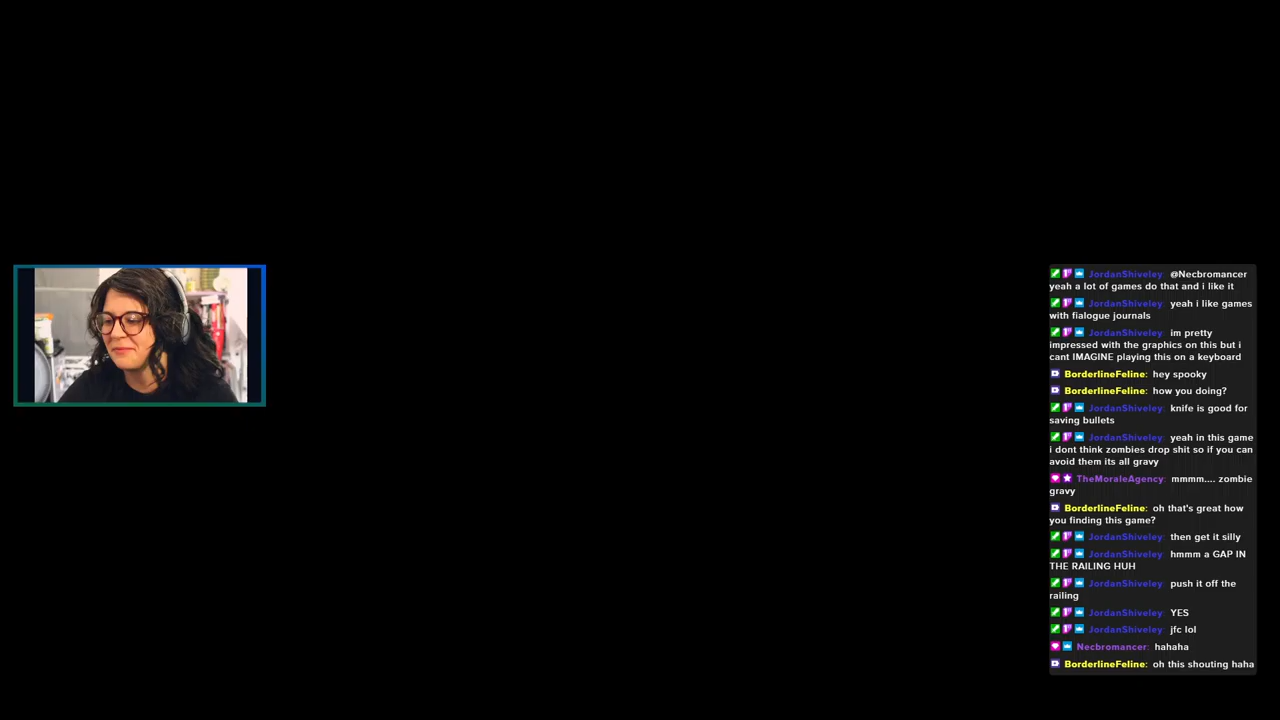 JordanShiveley: @Necbromancer
yeah a lot of games do that and i like it
JordanShiveley: yeah i like games
with fialogue journals
JordanShiveley: im pretty
impressed with the graphics on this but i
cant IMAGINE playing this on a keyboard
BorderlineFeline: hey spooky
BorderlineFeline: how you doing?
JordanShiveley: knife is good for
saving bullets
JordanShiveley: yeah in this game
i dont think zombies drop shit so if you can
avoid them its all gravy
TheMoraleAgency: mmmm.... zombie
gravy
BorderlineFeline: oh that's great how
you finding this game?
JordanShiveley: then get it silly
JordanShiveley: hmmm a GAP IN
THE RAILING HUH
JordanShiveley: push it off the
railing
JordanShiveley: YES
JordanShiveley: jfc lol
Necbromancer: hahaha
BorderlineFeline: oh this shouting haha